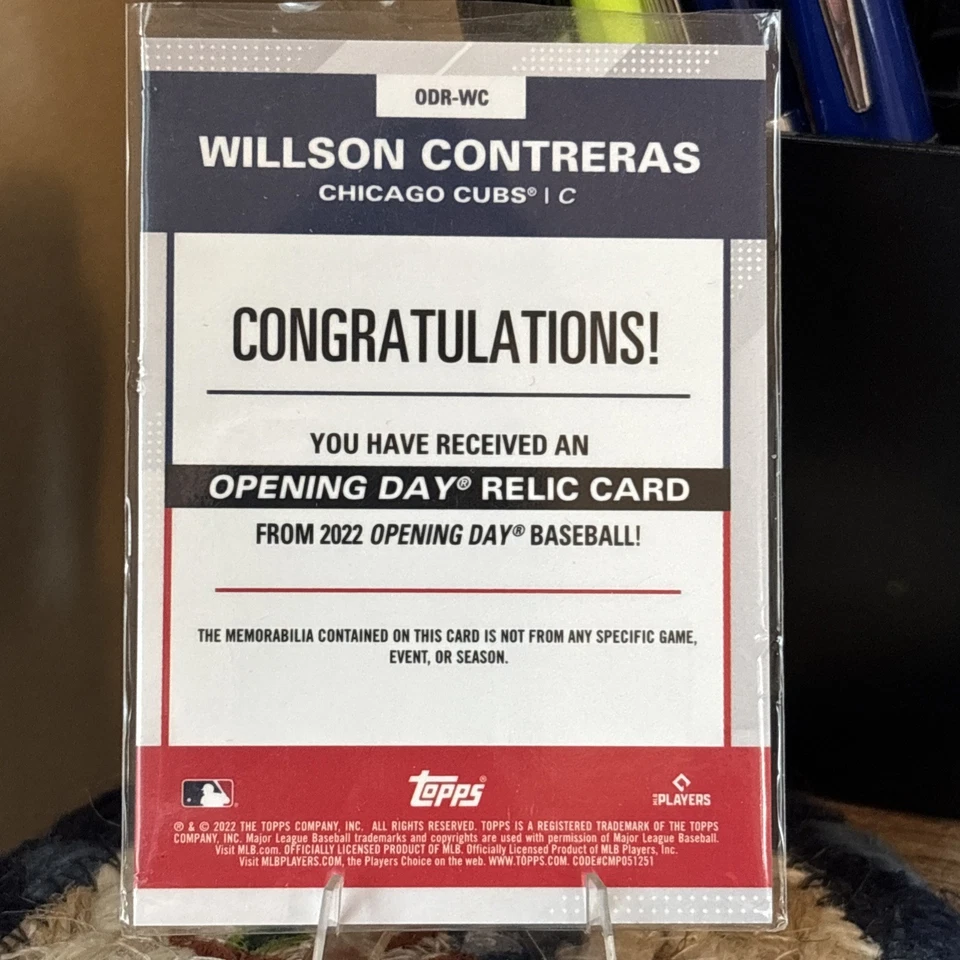 ODR-WC
WILLSON CONTRERAS
CHICAGO CUBS® | C
CONGRATULATIONS!
YOU HAVE RECEIVED AN
OPENING DAY® RELIC CARD
FROM 2022 OPENING DAY® BASEBALL!
THE MEMORABILIA CONTAINED ON THIS CARD IS NOT FROM ANY SPECIFIC GAME,
EVENT, OR SEASON.
Topps®
MLB PLAYERS
® & © 2022 THE TOPPS COMPANY, INC. ALL RIGHTS RESERVED. TOPPS IS A REGISTERED TRADEMARK OF THE TOPPS
COMPANY, INC. Major League Baseball trademarks and copyrights are used with permission of Major League Baseball.
Visit MLB.com. OFFICIALLY LICENSED PRODUCT OF MLB. Officially Licensed Product of MLB Players, Inc.
Visit MLBPLAYERS.COM, the Players Choice on the web. WWW.TOPPS.COM. CODE#CMP051251